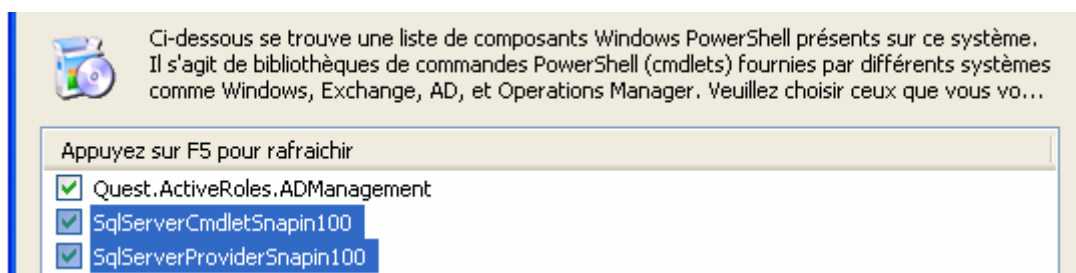 Ci-dessous se trouve une liste de composants Windows PowerShell présents sur ce système.
Il s'agit de bibliothèques de commandes PowerShell (cmdlets) fournies par différents systèmes
comme Windows, Exchange, AD, et Operations Manager. Veuillez choisir ceux que vous vo...
Appuyez sur F5 pour rafraichir
Quest.ActiveRoles.ADManagement
SqlServerCmdletSnapin100
SqlServerProviderSnapin100